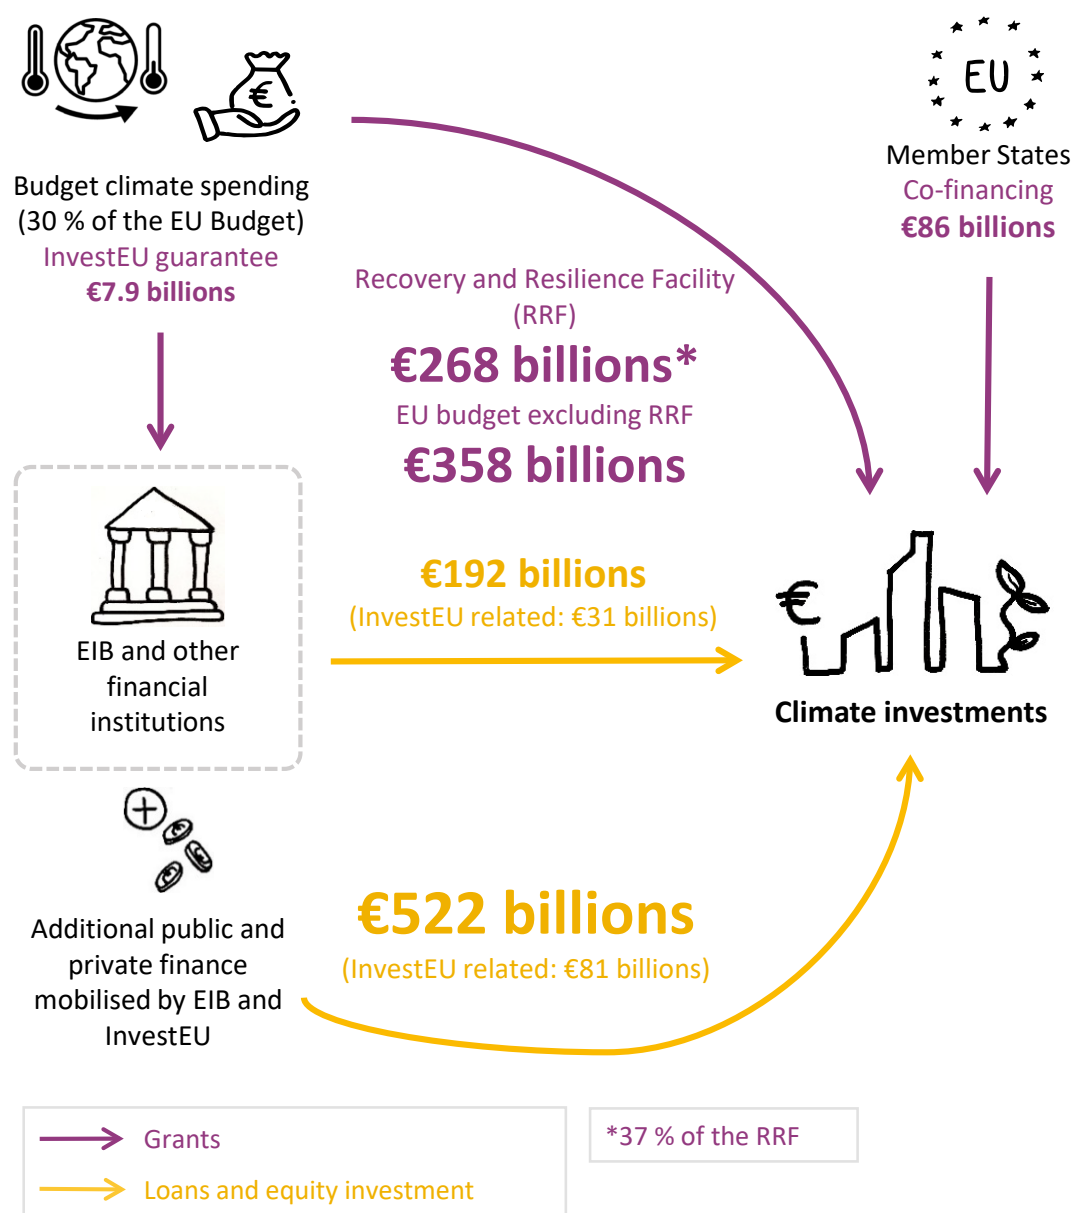 EU
Budget climate spending
(30 % of the EU Budget)
InvestEU guarantee
€7.9 billions
Member States
Co-financing
€86 billions
Recovery and Resilience Facility
(RRF)
€268 billions*
EU budget excluding RRF
€358 billions
€192 billions
(InvestEU related: €31 billions)
EIB and other
financial
institutions
Climate investments
Additional public and
private finance
mobilised by EIB and
InvestEU
€522 billions
(InvestEU related: €81 billions)
Grants
Loans and equity investment
*37 % of the RRF